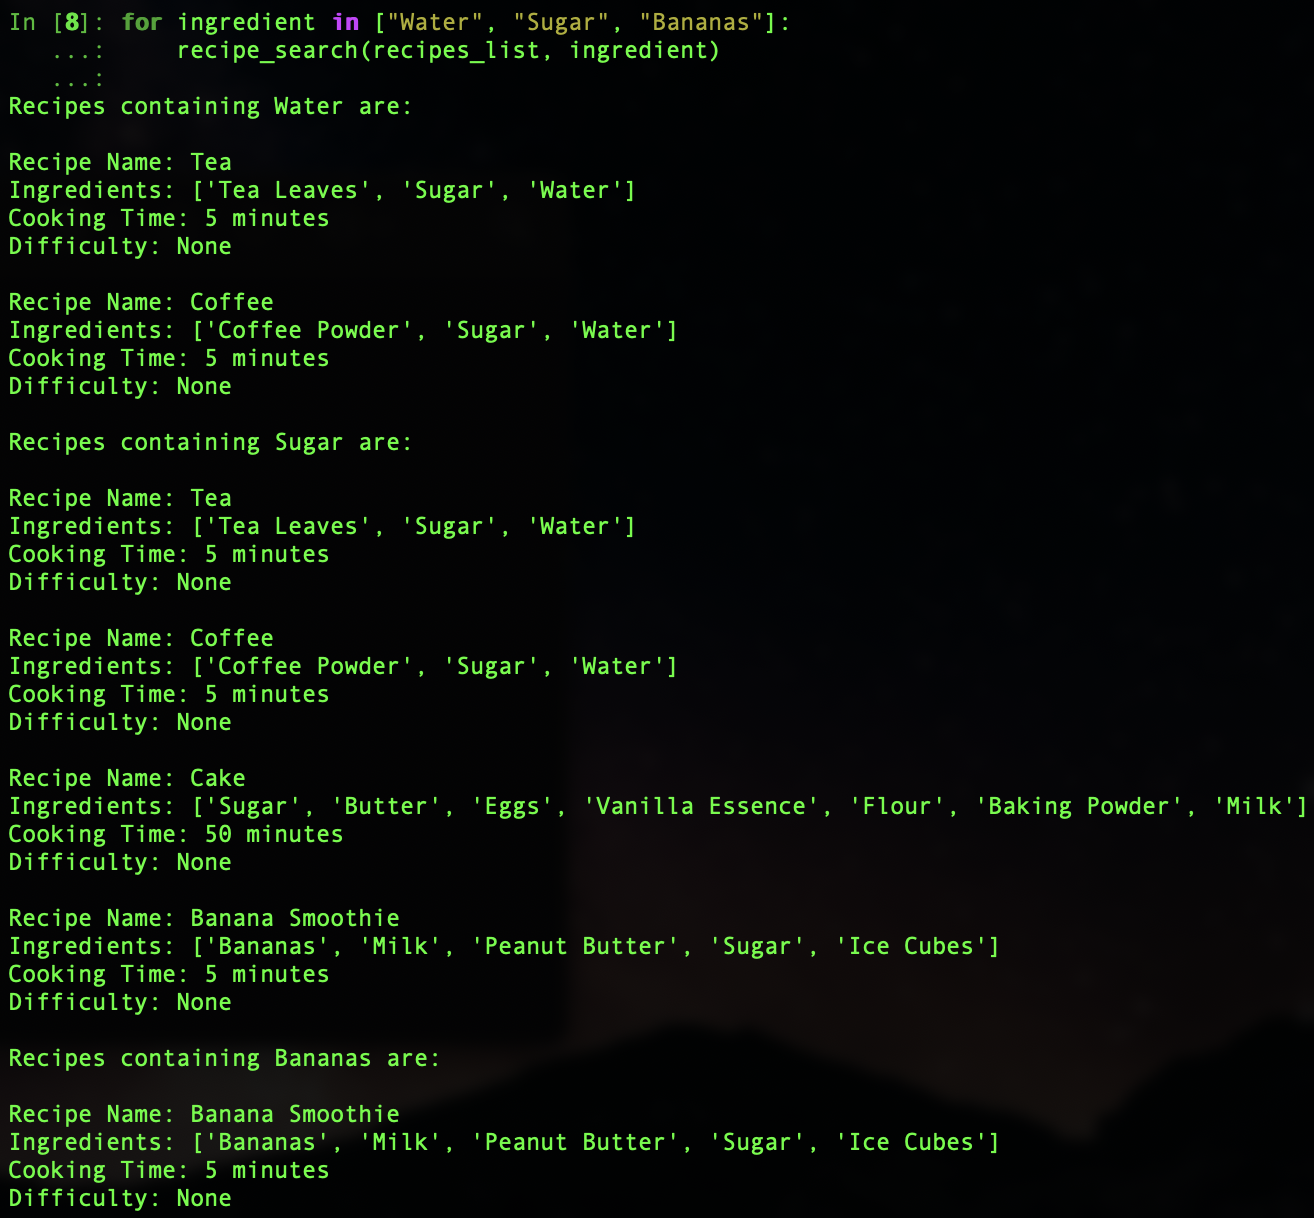 In [8]: for ingredient in ["Water", "Sugar", "Bananas"]:
   ...:     recipe_search(recipes_list, ingredient)
   ...:
Recipes containing Water are:

Recipe Name: Tea
Ingredients: ['Tea Leaves', 'Sugar', 'Water']
Cooking Time: 5 minutes
Difficulty: None

Recipe Name: Coffee
Ingredients: ['Coffee Powder', 'Sugar', 'Water']
Cooking Time: 5 minutes
Difficulty: None

Recipes containing Sugar are:

Recipe Name: Tea
Ingredients: ['Tea Leaves', 'Sugar', 'Water']
Cooking Time: 5 minutes
Difficulty: None

Recipe Name: Coffee
Ingredients: ['Coffee Powder', 'Sugar', 'Water']
Cooking Time: 5 minutes
Difficulty: None

Recipe Name: Cake
Ingredients: ['Sugar', 'Butter', 'Eggs', 'Vanilla Essence', 'Flour', 'Baking Powder', 'Milk']
Cooking Time: 50 minutes
Difficulty: None

Recipe Name: Banana Smoothie
Ingredients: ['Bananas', 'Milk', 'Peanut Butter', 'Sugar', 'Ice Cubes']
Cooking Time: 5 minutes
Difficulty: None

Recipes containing Bananas are:

Recipe Name: Banana Smoothie
Ingredients: ['Bananas', 'Milk', 'Peanut Butter', 'Sugar', 'Ice Cubes']
Cooking Time: 5 minutes
Difficulty: None